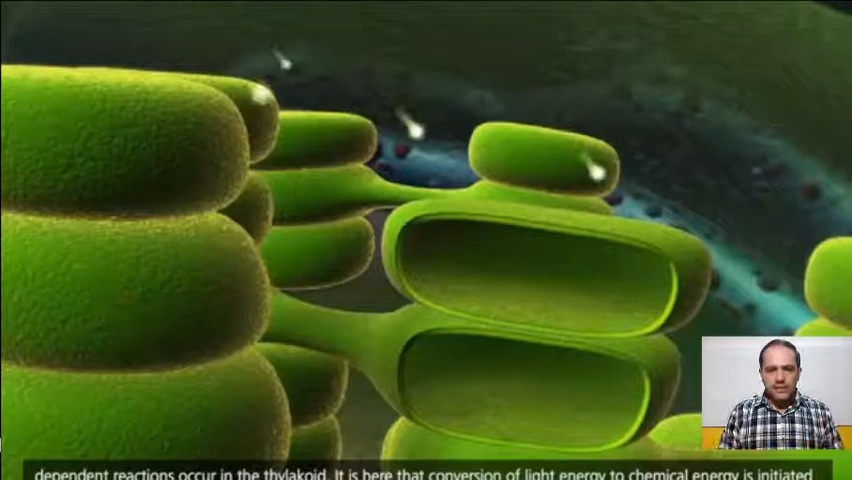 dependent reactions occur in the thylakoid. It is here that conversion of light energy to chemical energy is initiated